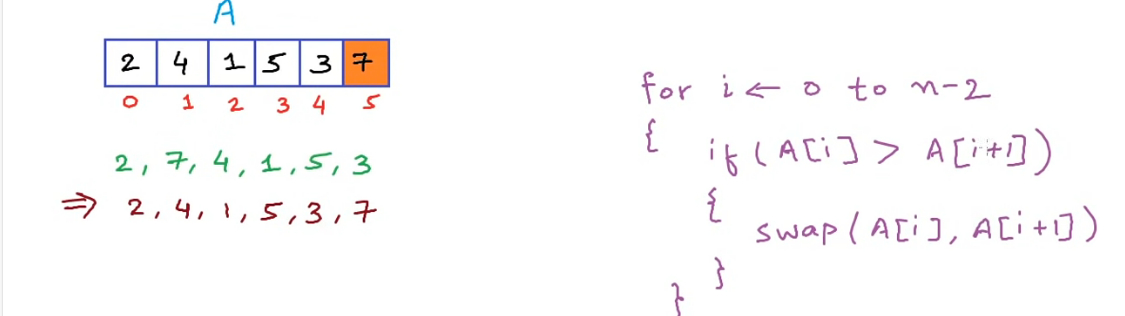 A
2 4 1 5 3 7
0 1 2 3 4 5
2, 7, 4, 1, 5, 3
⇒ 2, 4, 1, 5, 3, 7
for i ← 0 to n-2
{ if (A[i] > A[i+1])
{
swap (A[i], A[i+1])
}
}